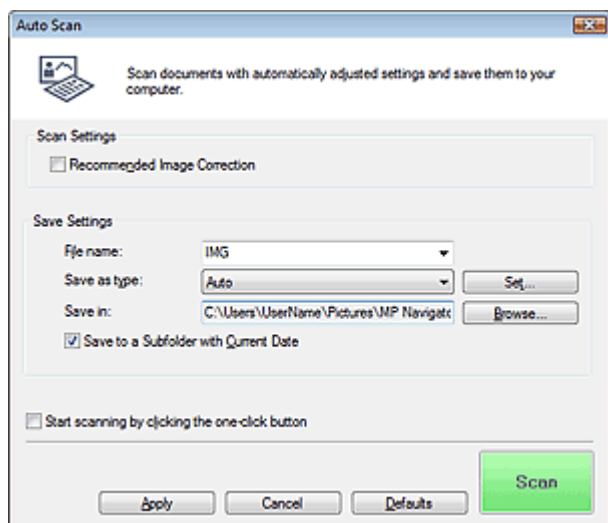 Auto Scan
Scan documents with automatically adjusted settings and save them to your
computer.
Scan Settings
Recommended Image Correction
Save Settings
File name:
IMG
Save as type:
Auto
Set...
Save in:
C:\Users\UserName\Pictures\MP Navigato
Browse...
Save to a Subfolder with Current Date
Start scanning by clicking the one-click button
Scan
Apply
Cancel
Defaults